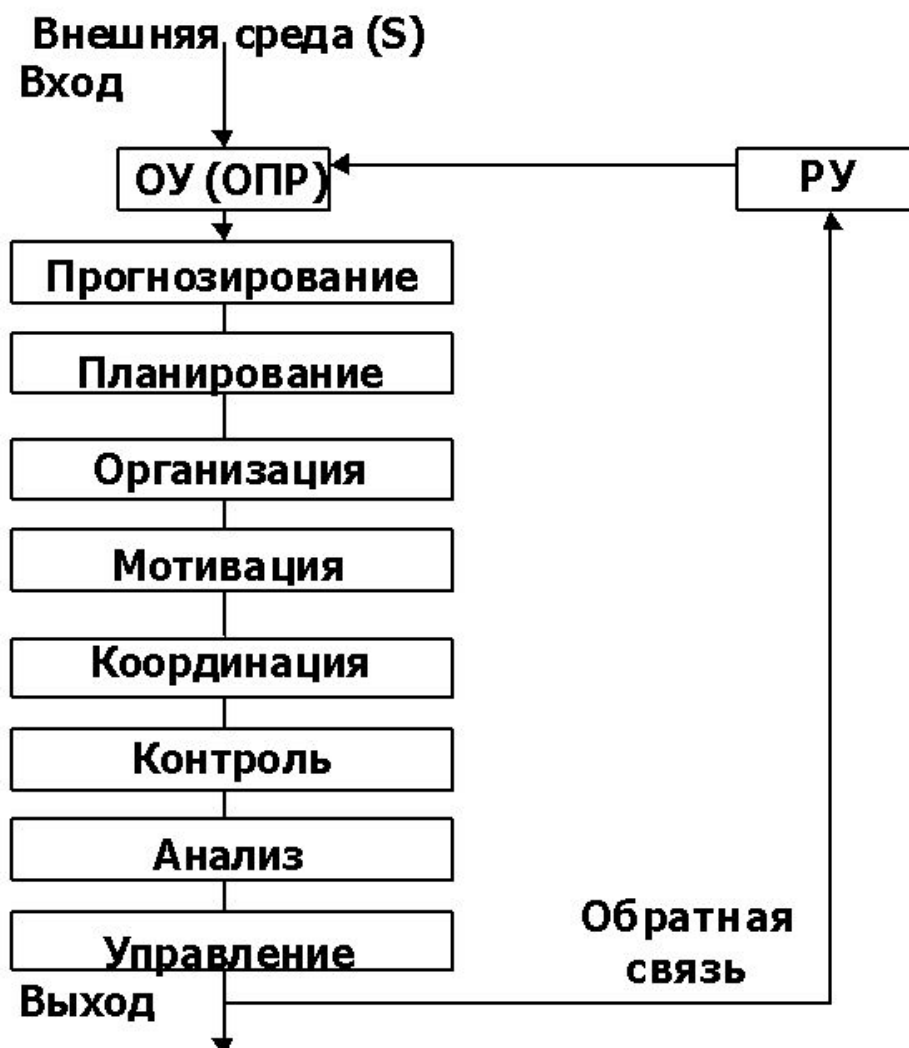 Внешняя среда (S)
Вход
ОУ (ОПР)
РУ
Прогнозирование
Планирование
Организация
Мотивация
Координация
Контроль
Анализ
Управление
Обратная
связь
Выход